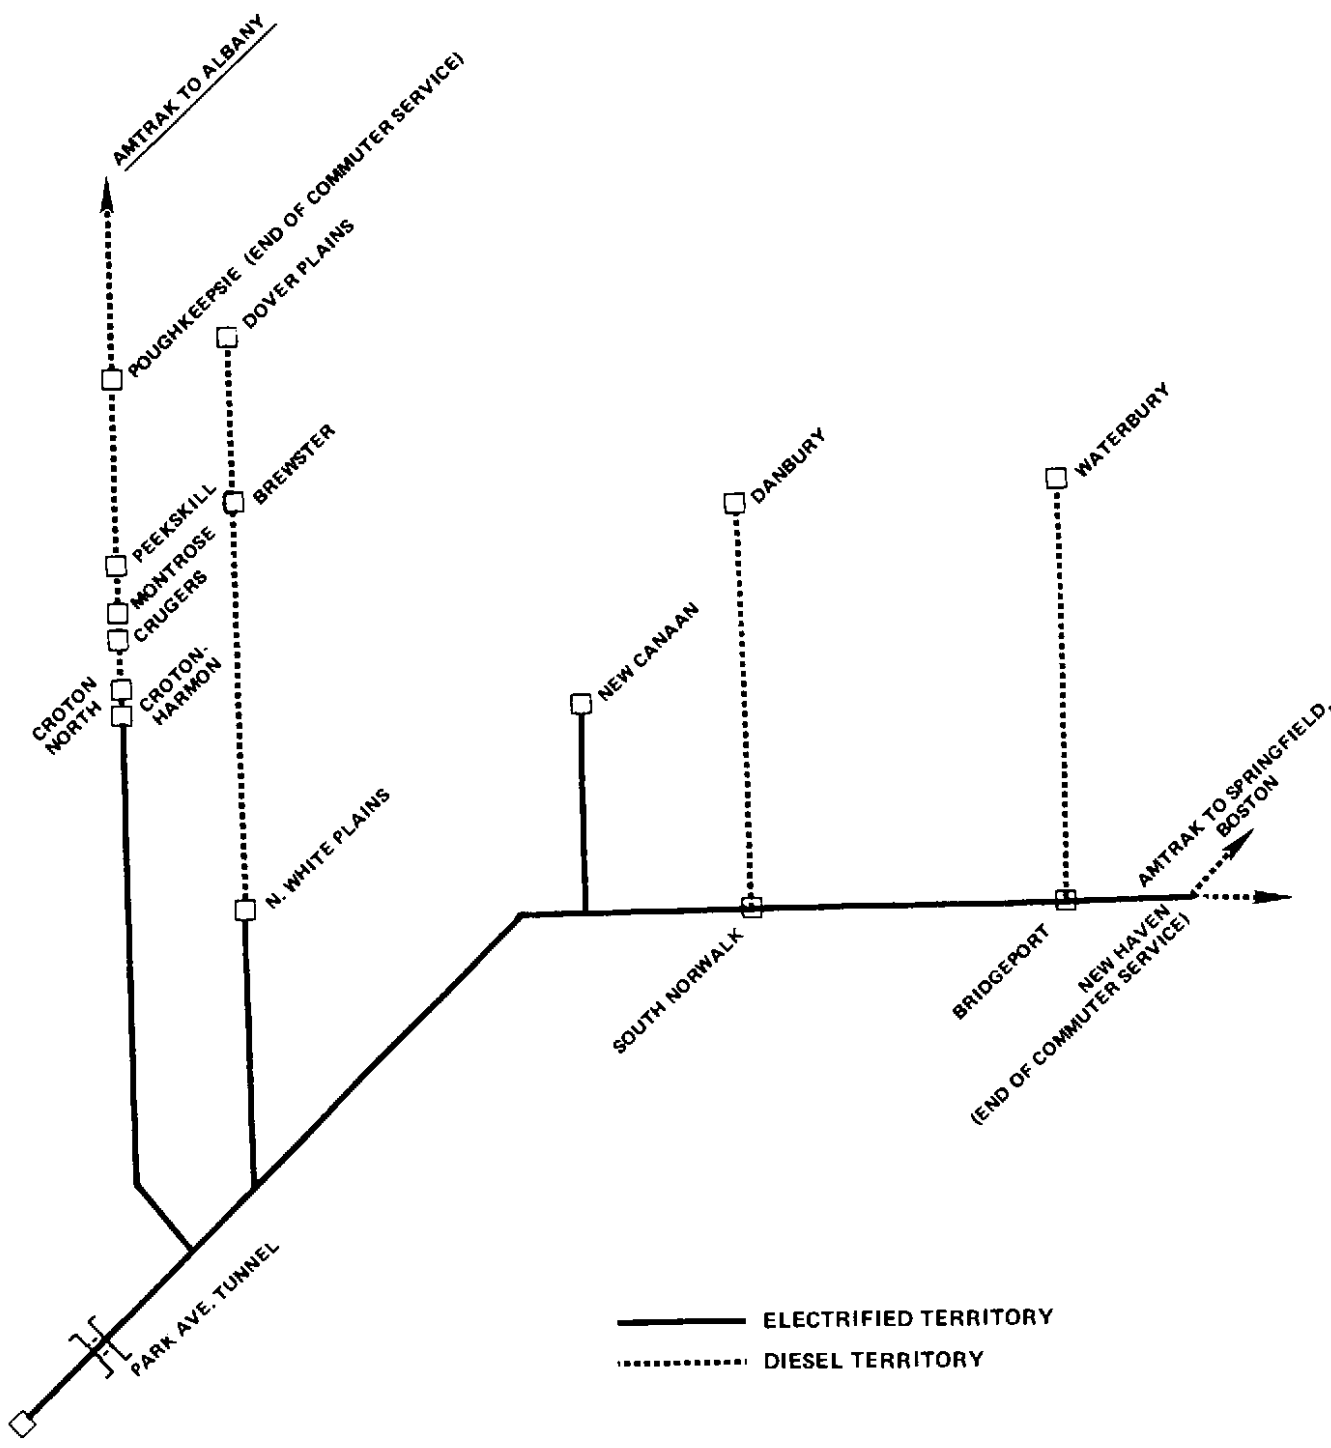 AMTRAK TO ALBANY
POUGHKEEPSIE (END OF COMMUTER SERVICE)
DOVER PLAINS
BREWSTER
PEEKSKILL
MONTROSE
CRUGERS
CROTON
NORTH
CROTON-
HARMON
N. WHITE PLAINS
NEW CANAAN
DANBURY
WATERBURY
AMTRAK TO SPRINGFIELD,
BOSTON
SOUTH NORWALK
BRIDGEPORT
NEW HAVEN
(END OF COMMUTER SERVICE)
PARK AVE. TUNNEL
ELECTRIFIED TERRITORY
DIESEL TERRITORY